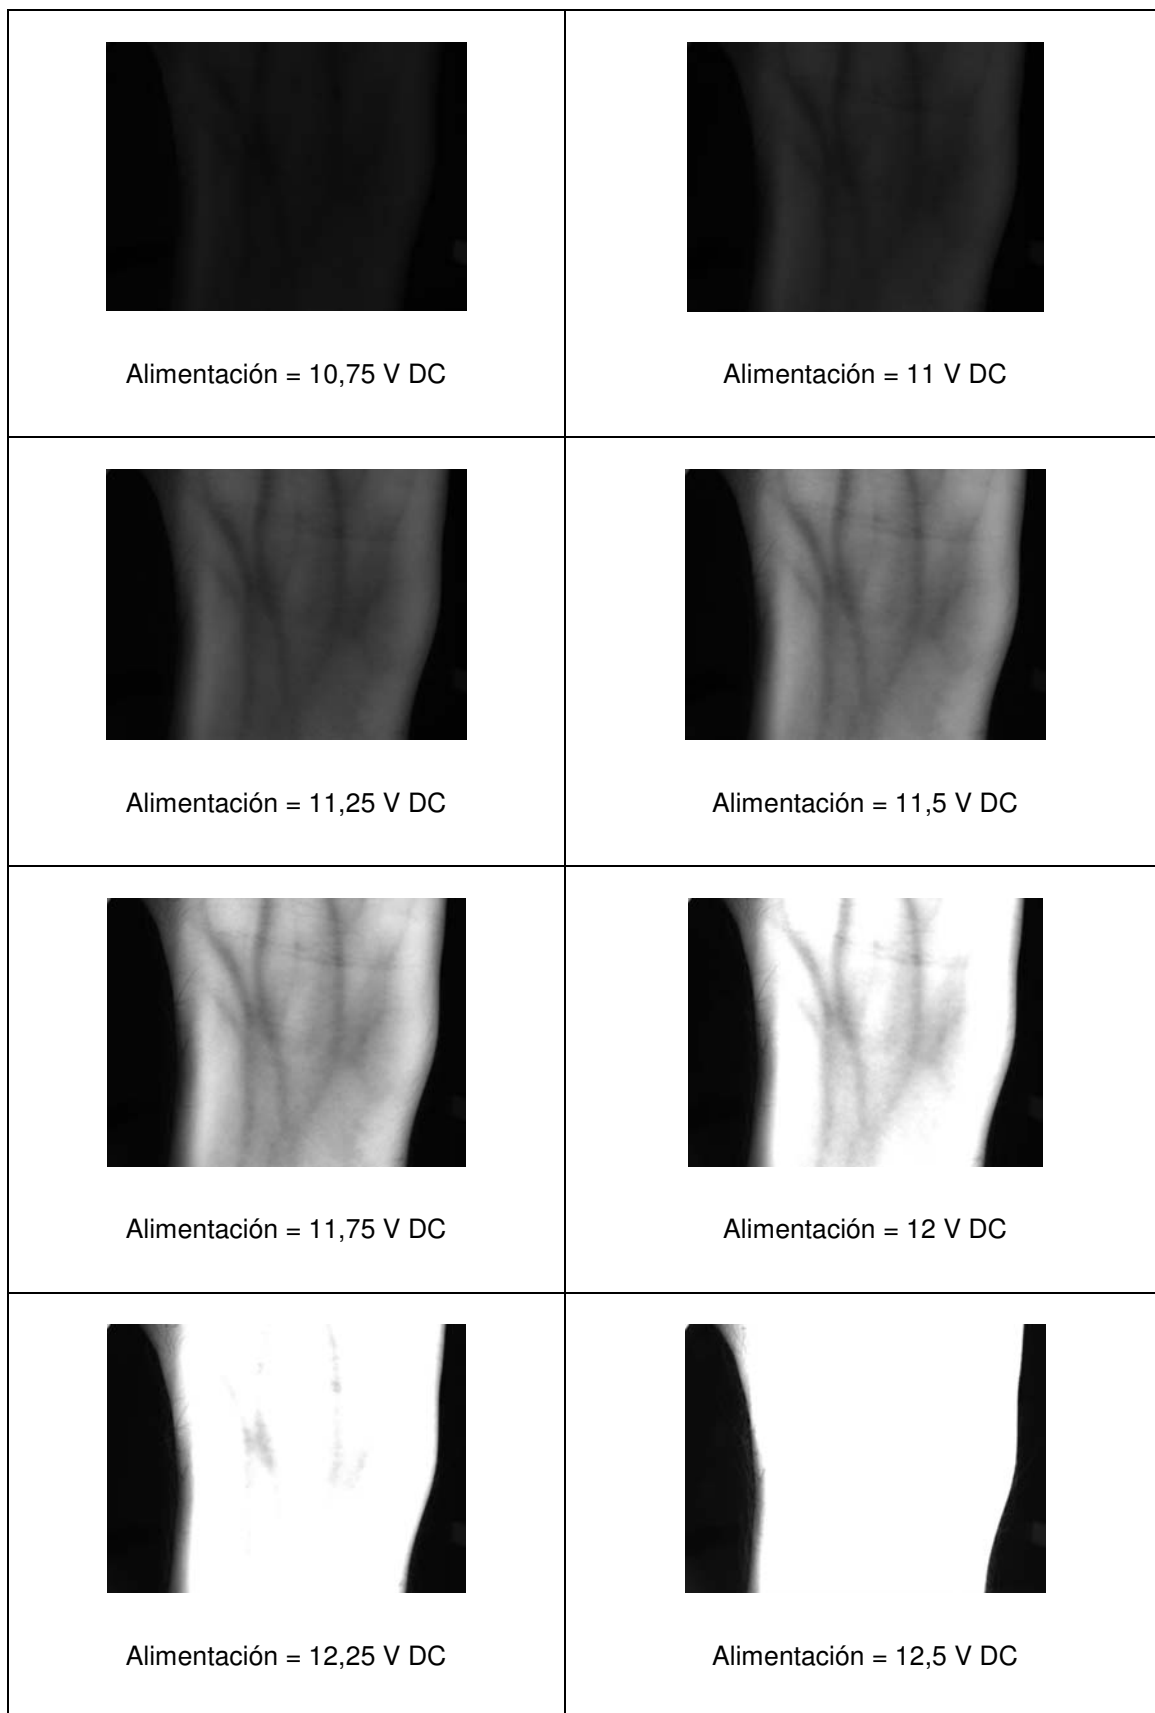 Alimentación = 10,75 V DC
Alimentación = 11 V DC
Alimentación = 11,25 V DC
Alimentación = 11,5 V DC
Alimentación = 11,75 V DC
Alimentación = 12 V DC
Alimentación = 12,25 V DC
Alimentación = 12,5 V DC